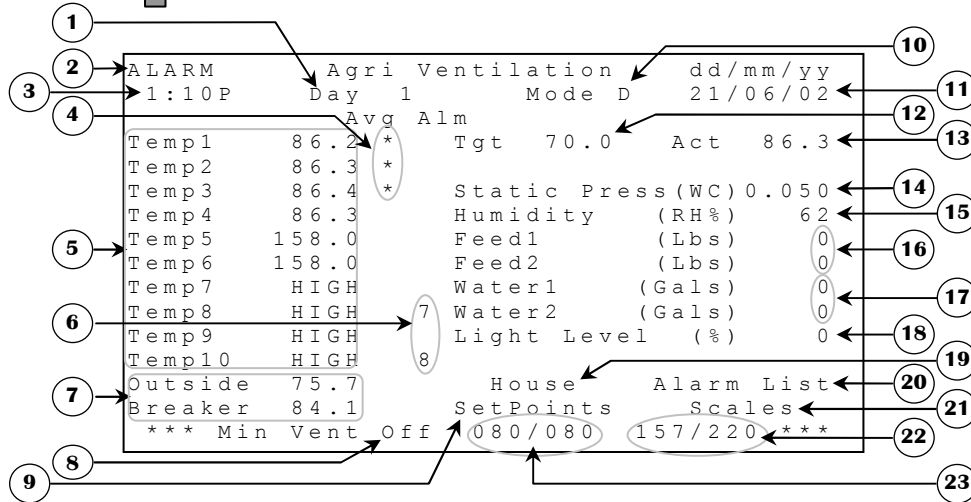 1
2 ALARM Agri Ventilation dd/mm/yy 10
3 1:10P Day 1 Mode D 21/06/02 11
4 Avg Alm 12
Temp1 86.2 * Tgt 70.0 Act 86.3 13
Temp2 86.3 *
Temp3 86.4 * Static Press(WC)0.050 14
Temp4 86.3 Humidity (RH%) 62 15
5 Temp5 158.0 Feed1 (Lbs) 0 16
Temp6 158.0 Feed2 (Lbs) 0
Temp7 HIGH Water1 (Gals) 0 17
6 Temp8 HIGH 7 Water2 (Gals) 0
Temp9 HIGH Light Level (%) 0 18
Temp10 HIGH 8 19
7 Outside 75.7 House Alarm List 20
Breaker 84.1 SetPoints Scales 21
8 *** Min Vent Off 080/080 157/220 *** 22
9 23